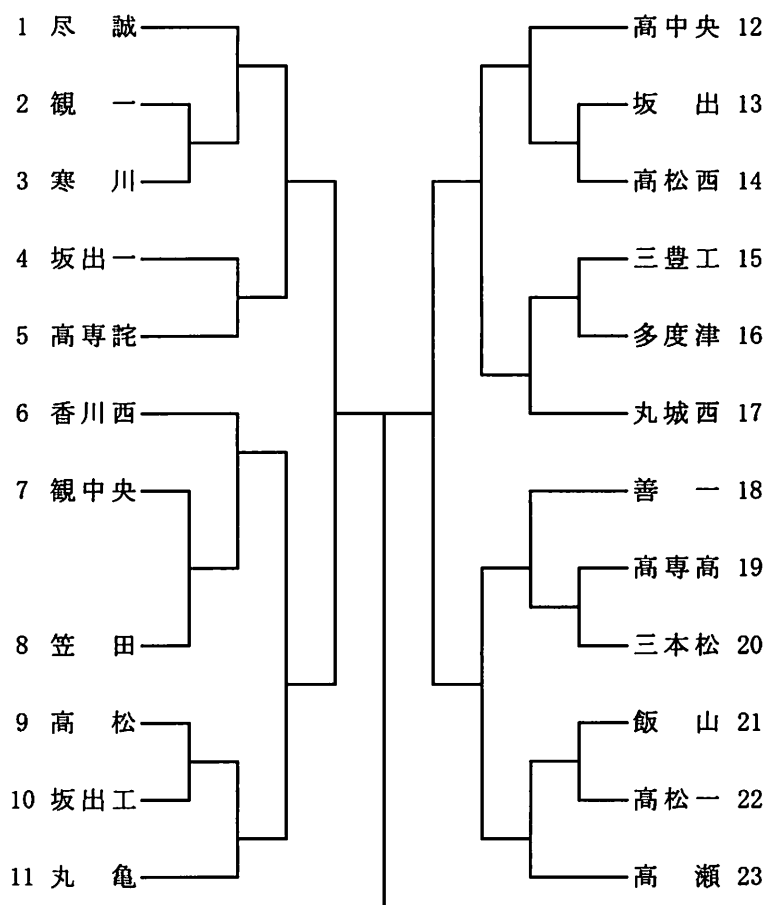 1 尽誠
2 観一
3 寒川
4 坂出一
5 高専詫
6 香川西
7 観中央
8 笠田
9 高松
10 坂出工
11 丸亀
高中央 12
坂出 13
高松西 14
三豊工 15
多度津 16
丸城西 17
善一 18
高専高 19
三本松 20
飯山 21
高松一 22
高瀬 23